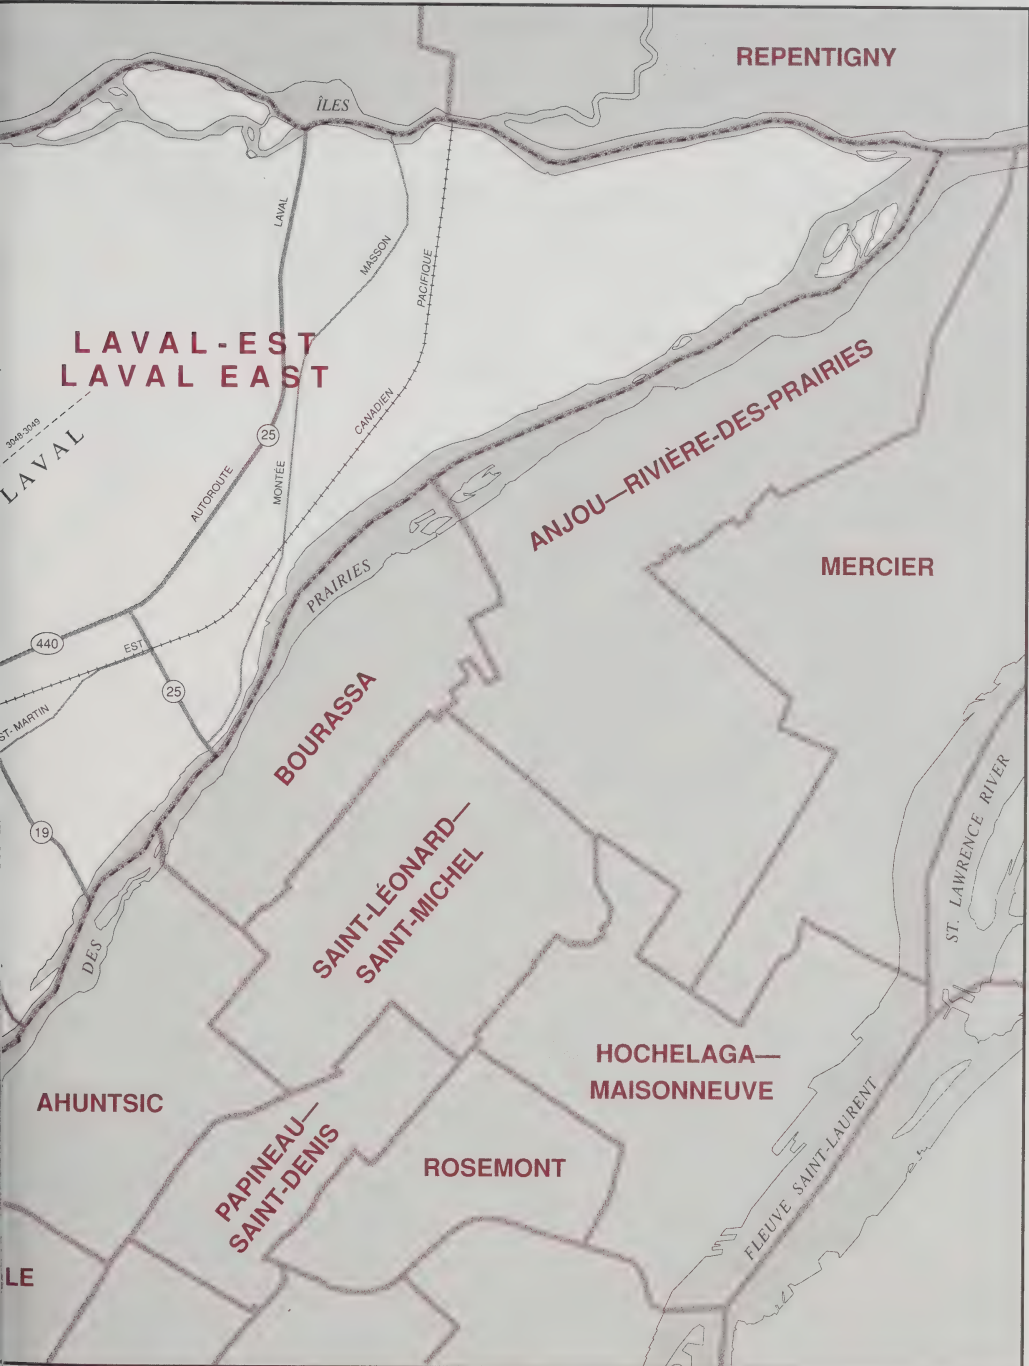 REPENTIGNY
ÎLES
LAVAL
MASSON
PACIFIQUE
LAVAL-EST
LAVAL EAST
3048-3049
LAVAL
25
CANADIEN
MONTÉE
AUTOROUTE
ANJOU—RIVIÈRE-DES-PRAIRIES
MERCIER
PRAIRIES
440
EST
25
ST-MARTIN
BOURASSA
19
SAINT-LÉONARD—
SAINT-MICHEL
ST. LAWRENCE RIVER
DES
HOCHELAGA—
MAISONNEUVE
AHUNTSIC
PAPINEAU—
SAINT-DENIS
ROSEMONT
FLEUVE SAINT-LAURENT
LE